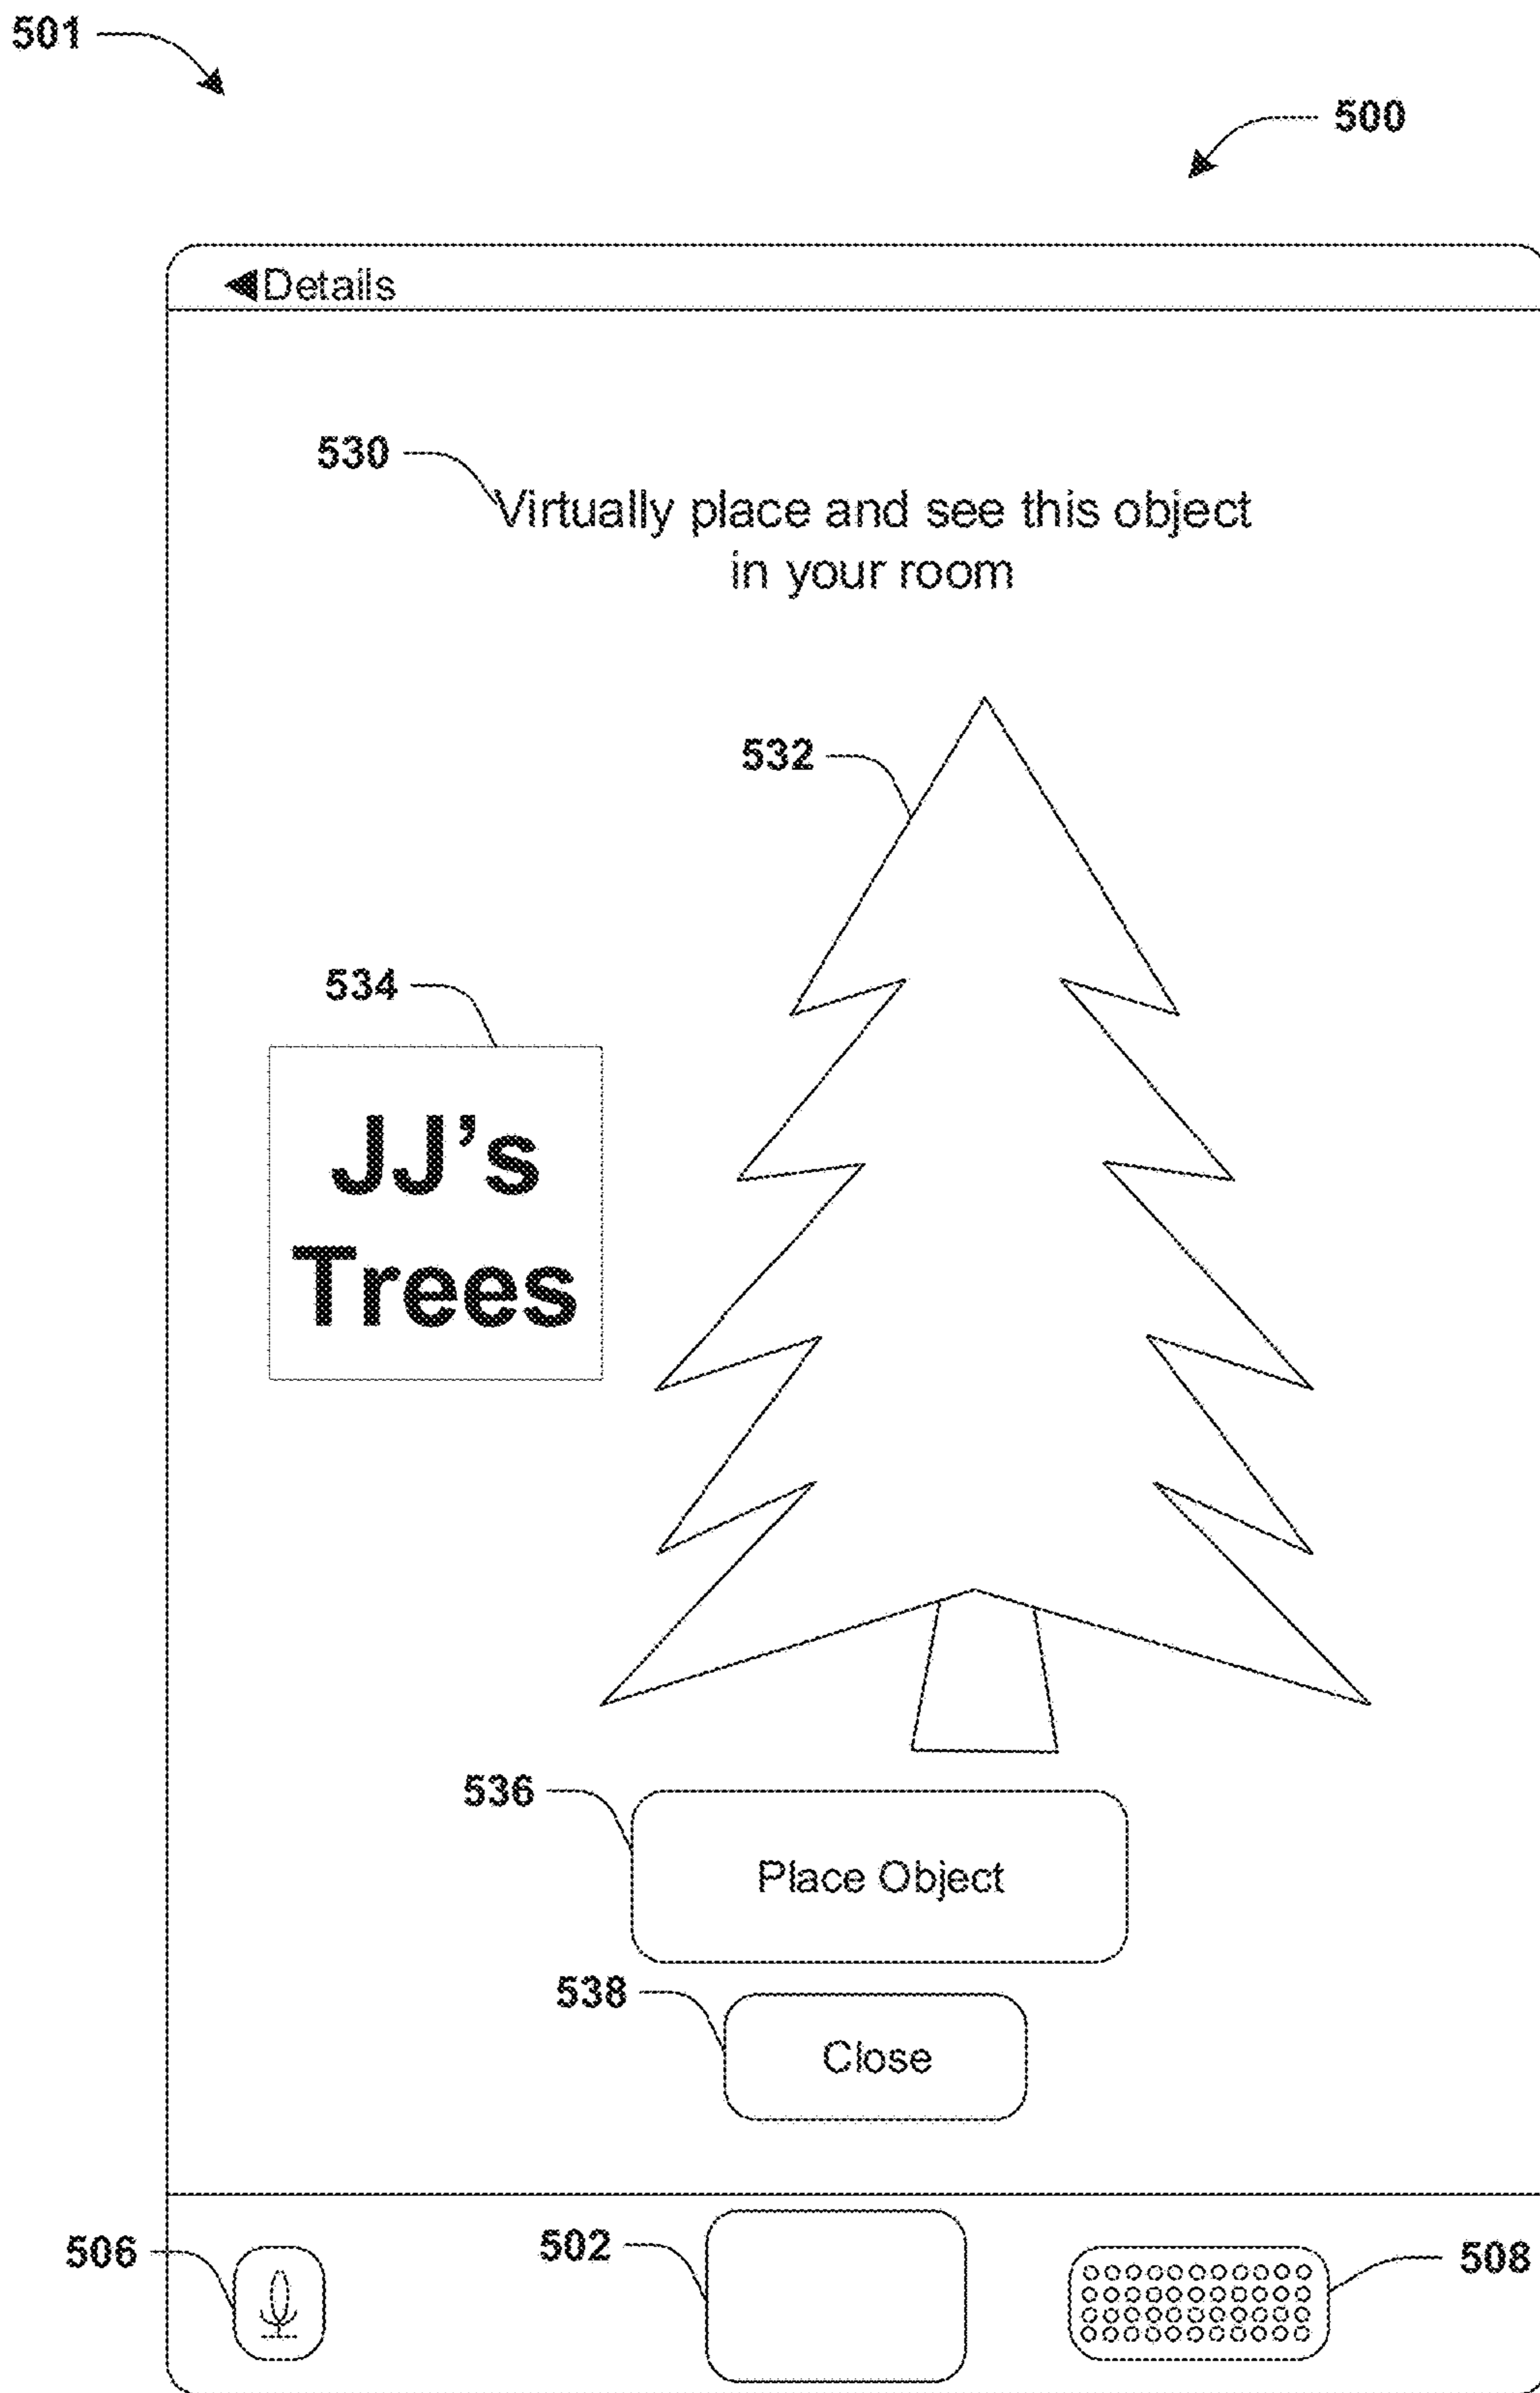 501
500
Details
530
Virtually place and see this object
in your room
532
534
JJ's
Trees
536
Place Object
538
Close
506
502
508